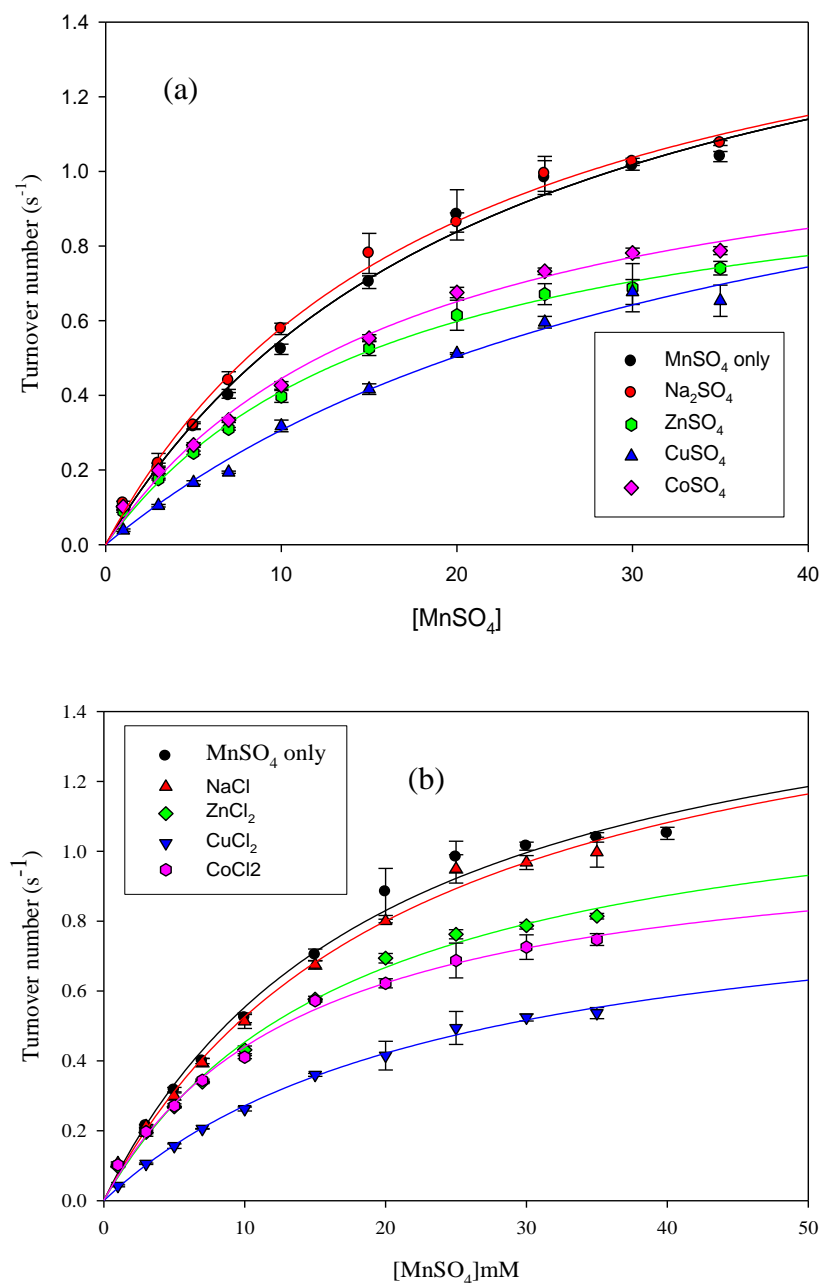 1.4
(a)
1.2
1.0
0.8
0.6
0.4
0.2
0.0
Turnover number (s⁻¹)
MnSO₄ only
Na₂SO₄
ZnSO₄
CuSO₄
CoSO₄
0 10 20 30 40
[MnSO₄]
1.4
1.2
1.0
0.8
0.6
0.4
0.2
0.0
Turnover number (s⁻¹)
MnSO₄ only
NaCl
ZnCl₂
CuCl₂
CoCl2
(b)
0 10 20 30 40 50
[MnSO₄]mM